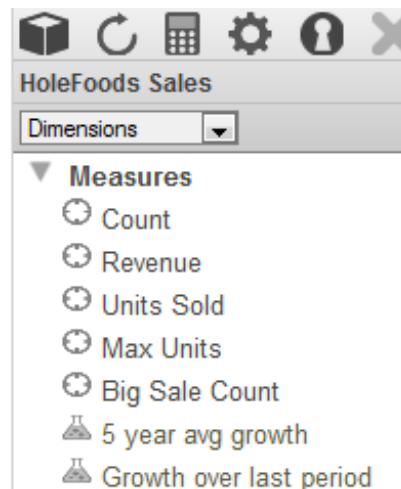 HoleFoods Sales
Dimensions
Measures
Count
Revenue
Units Sold
Max Units
Big Sale Count
5 year avg growth
Growth over last period